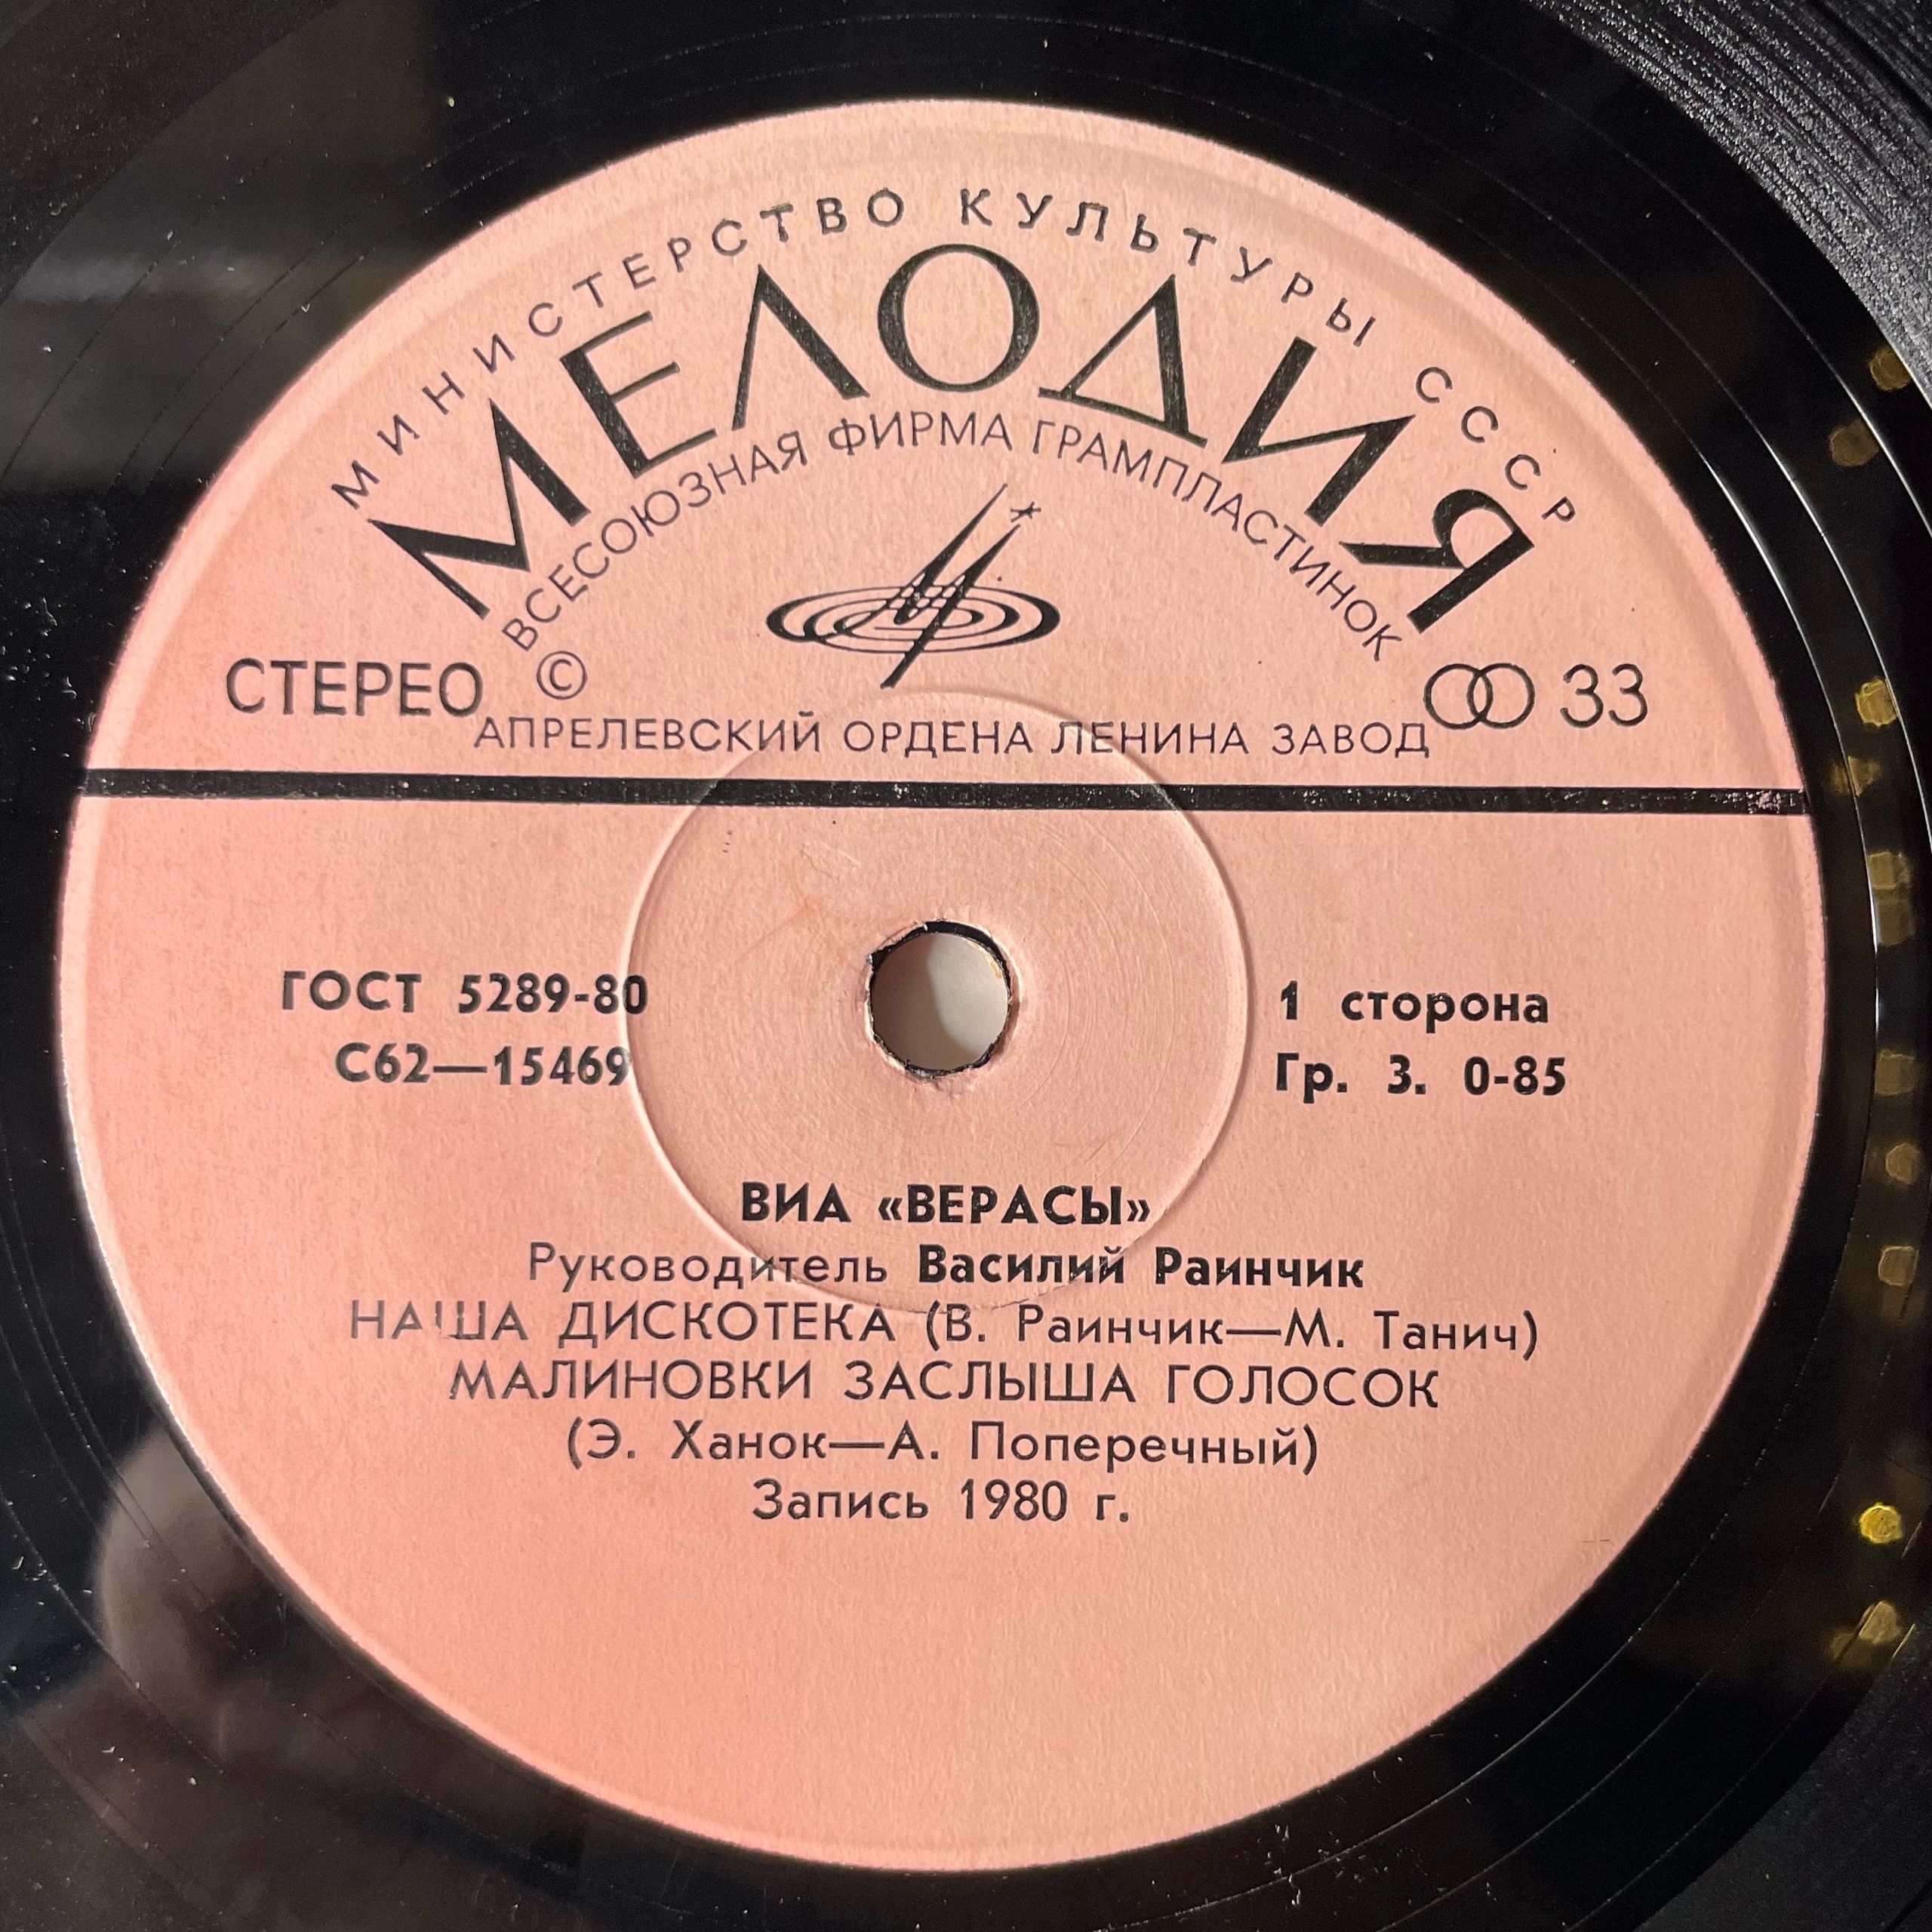 МИНИСТЕРСТВО КУЛЬТУРЫ СССР
МЕЛОДИЯ
ВСЕСОЮЗНАЯ ФИРМА ГРАМПЛАСТИНОК
СТЕРЕО © 33
АПРЕЛЕВСКИЙ ОРДЕНА ЛЕНИНА ЗАВОД
ГОСТ 5289-80
С62—15469
1 сторона
Гр. 3. 0-85
ВИА «ВЕРАСЫ»
Руководитель Василий Раинчик
НАША ДИСКОТЕКА (В. Раинчик—М. Танич)
МАЛИНОВКИ ЗАСЛЫША ГОЛОСОК
(Э. Ханок—А. Поперечный)
Запись 1980 г.